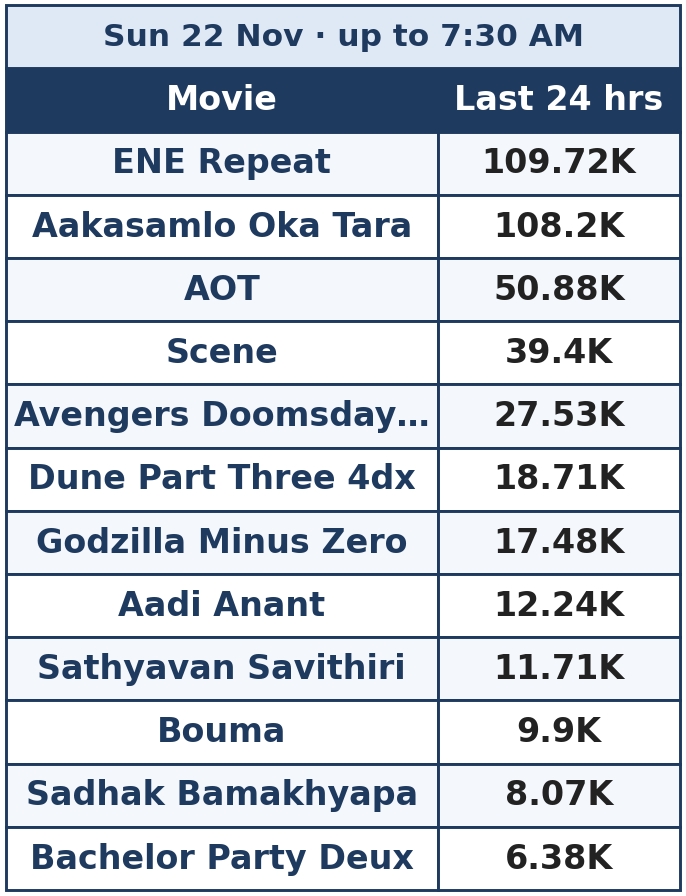 Sun 22 Nov · up to 7:30 AM
Movie Last 24 hrs
ENE Repeat 109.72K
Aakasamlo Oka Tara 108.2K
AOT 50.88K
Scene 39.4K
Avengers Doomsday... 27.53K
Dune Part Three 4dx 18.71K
Godzilla Minus Zero 17.48K
Aadi Anant 12.24K
Sathyavan Savithiri 11.71K
Bouma 9.9K
Sadhak Bamakhyapa 8.07K
Bachelor Party Deux 6.38K